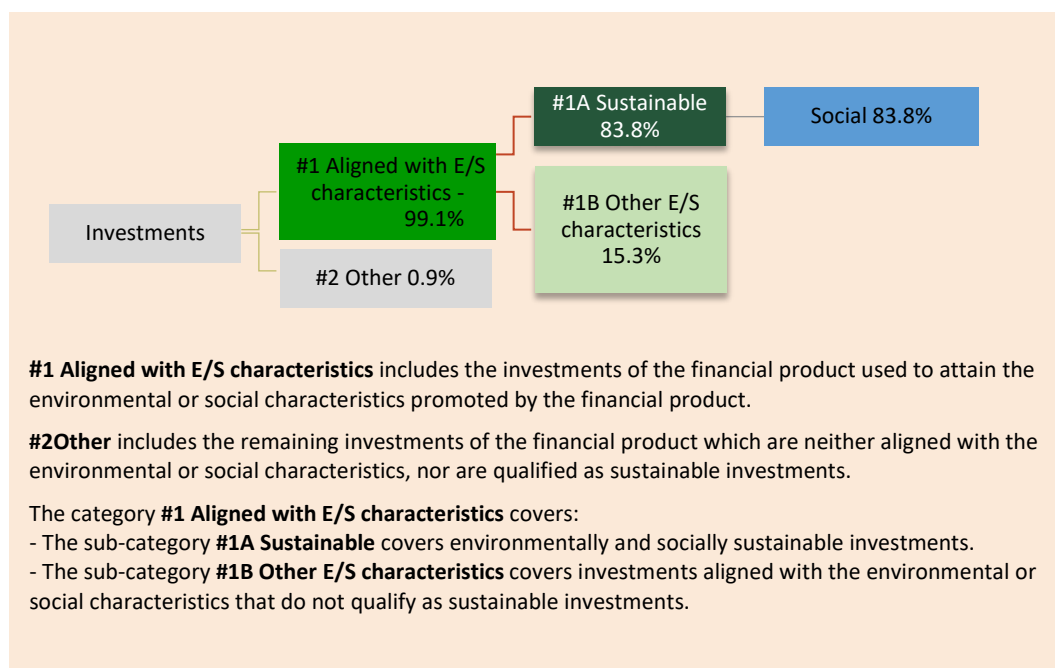 #1A Sustainable
83.8%
Social 83.8%
#1 Aligned with E/S
characteristics -
99.1%
#1B Other E/S
characteristics
15.3%
Investments
#2 Other 0.9%
#1 Aligned with E/S characteristics includes the investments of the financial product used to attain the
environmental or social characteristics promoted by the financial product.
#2Other includes the remaining investments of the financial product which are neither aligned with the
environmental or social characteristics, nor are qualified as sustainable investments.
The category #1 Aligned with E/S characteristics covers:
- The sub-category #1A Sustainable covers environmentally and socially sustainable investments.
- The sub-category #1B Other E/S characteristics covers investments aligned with the environmental or
social characteristics that do not qualify as sustainable investments.